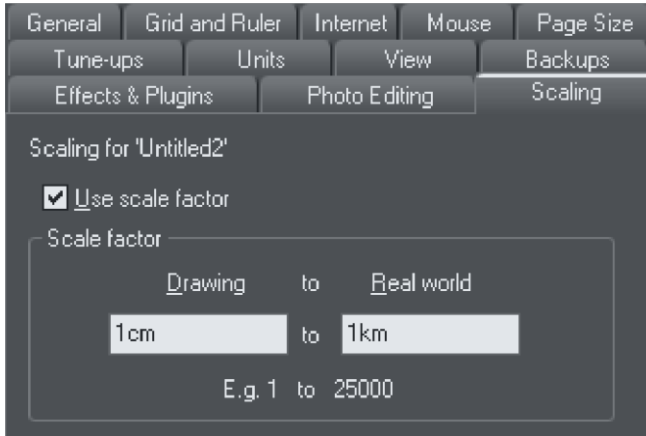 General Grid and Ruler Internet Mouse Page Size
Tune-ups Units View Backups
Effects & Plugins Photo Editing Scaling
Scaling for 'Untitled2'
Use scale factor
Scale factor
Drawing to Real world
1cm to 1km
E.g. 1 to 25000